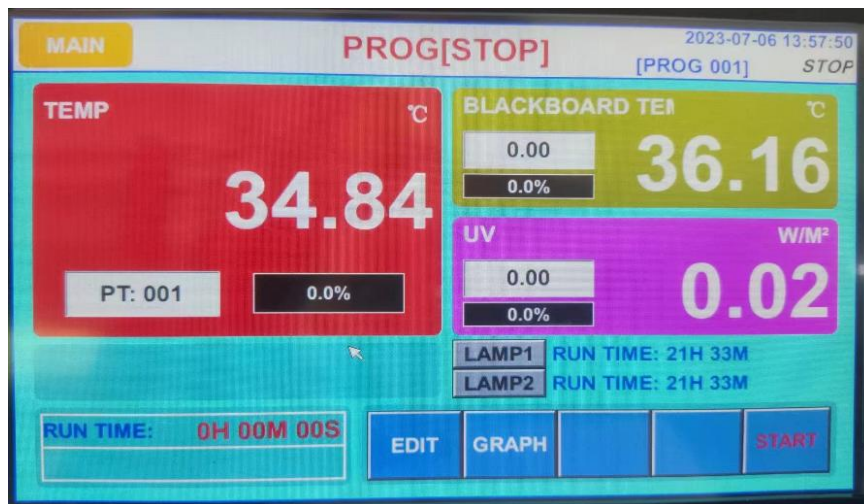 MAIN
PROG[STOP]
2023-07-06 13:57:50
[PROG 001] STOP
TEMP ℃
34.84
PT: 001 0.0%
BLACKBOARD TEM ℃
0.00
0.0%
36.16
UV W/M²
0.00
0.0%
0.02
LAMP1 RUN TIME: 21H 33M
LAMP2 RUN TIME: 21H 33M
RUN TIME: 0H 00M 00S
EDIT GRAPH START